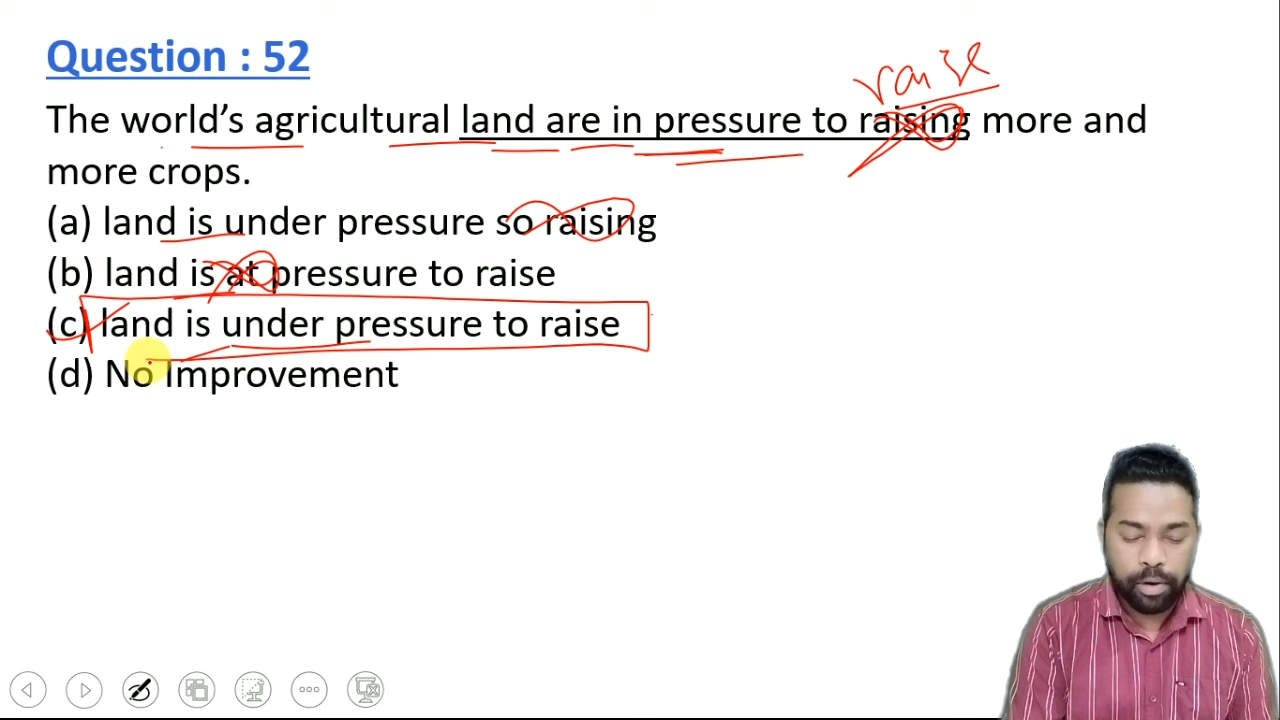 Question : 52
raise
The world's agricultural land are in pressure to raising more and
more crops.
(a) land is under pressure so raising
(b) land is at pressure to raise
(c) land is under pressure to raise
(d) No Improvement